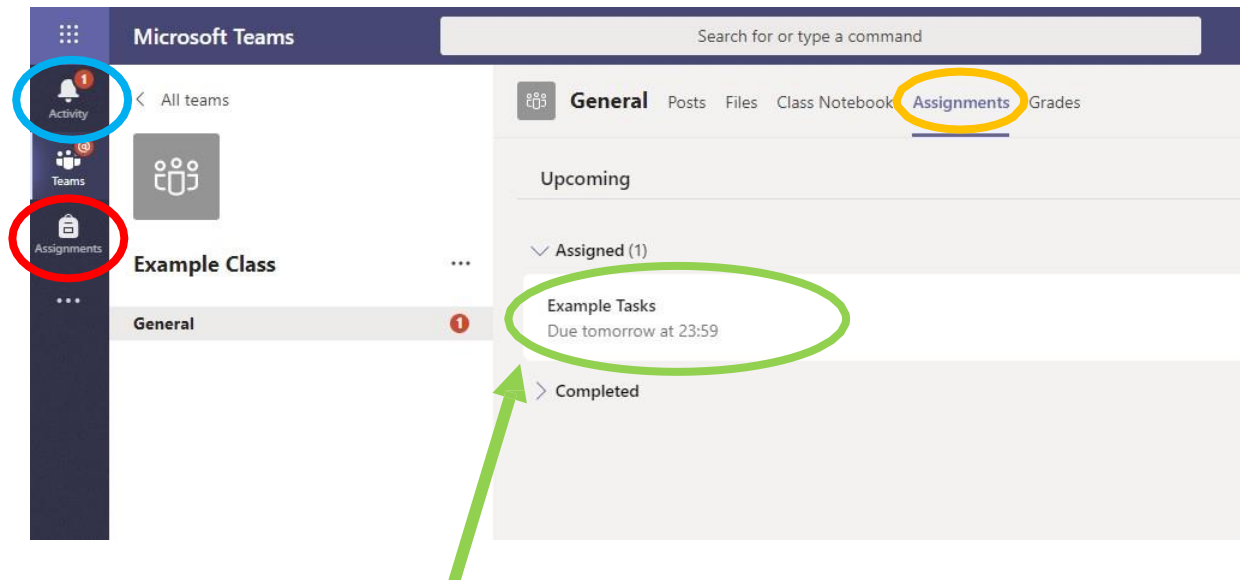 Microsoft Teams
Search for or type a command
1
Activity
@
Teams
Assignments
All teams
Example Class
General
1
General Posts Files Class Notebook Assignments Grades
Upcoming
Assigned (1)
Example Tasks
Due tomorrow at 23:59
Completed